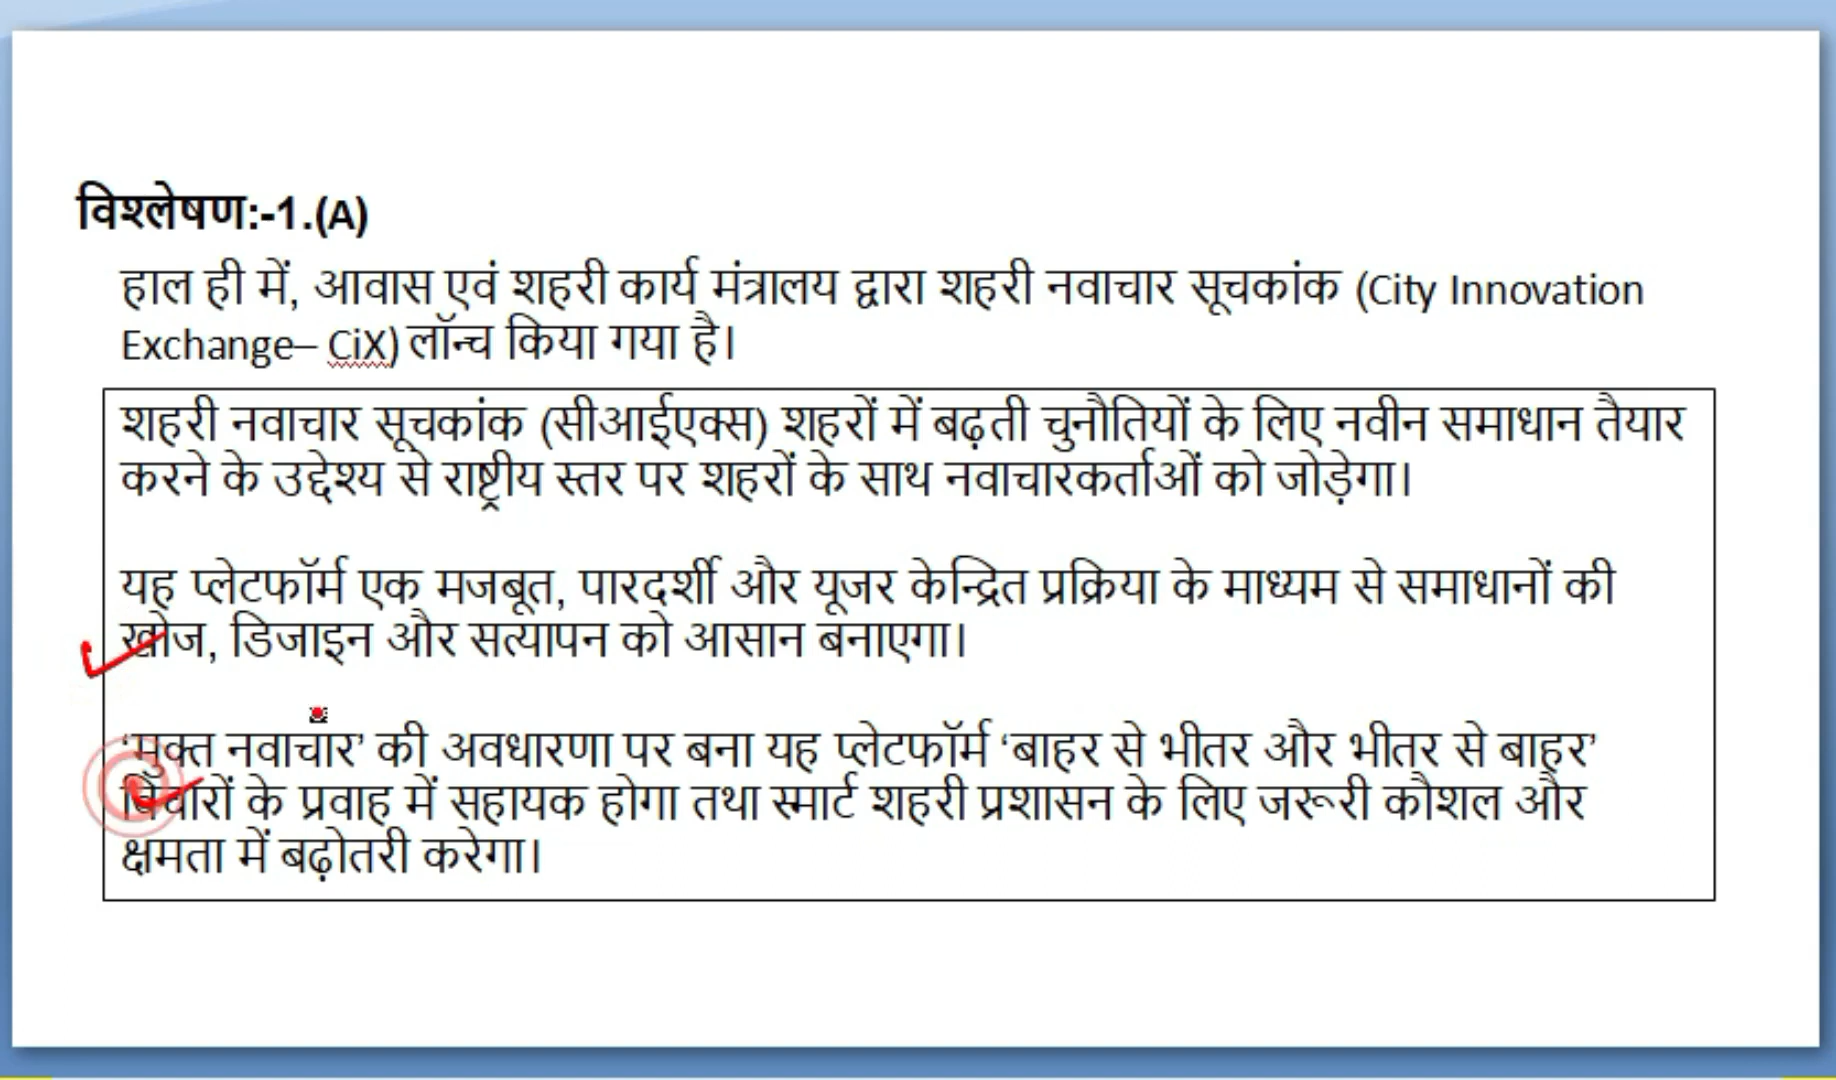 विश्लेषण:-1.(A)
हाल ही में, आवास एवं शहरी कार्य मंत्रालय द्वारा शहरी नवाचार सूचकांक (City Innovation
Exchange– CiX) लॉन्च किया गया है।
शहरी नवाचार सूचकांक (सीआईएक्स) शहरों में बढ़ती चुनौतियों के लिए नवीन समाधान तैयार
करने के उद्देश्य से राष्ट्रीय स्तर पर शहरों के साथ नवाचारकर्ताओं को जोड़ेगा।
यह प्लेटफॉर्म एक मजबूत, पारदर्शी और यूजर केन्द्रित प्रक्रिया के माध्यम से समाधानों की
खोज, डिजाइन और सत्यापन को आसान बनाएगा।
‘मुक्त नवाचार’ की अवधारणा पर बना यह प्लेटफॉर्म ‘बाहर से भीतर और भीतर से बाहर’
विचारों के प्रवाह में सहायक होगा तथा स्मार्ट शहरी प्रशासन के लिए जरूरी कौशल और
क्षमता में बढ़ोतरी करेगा।